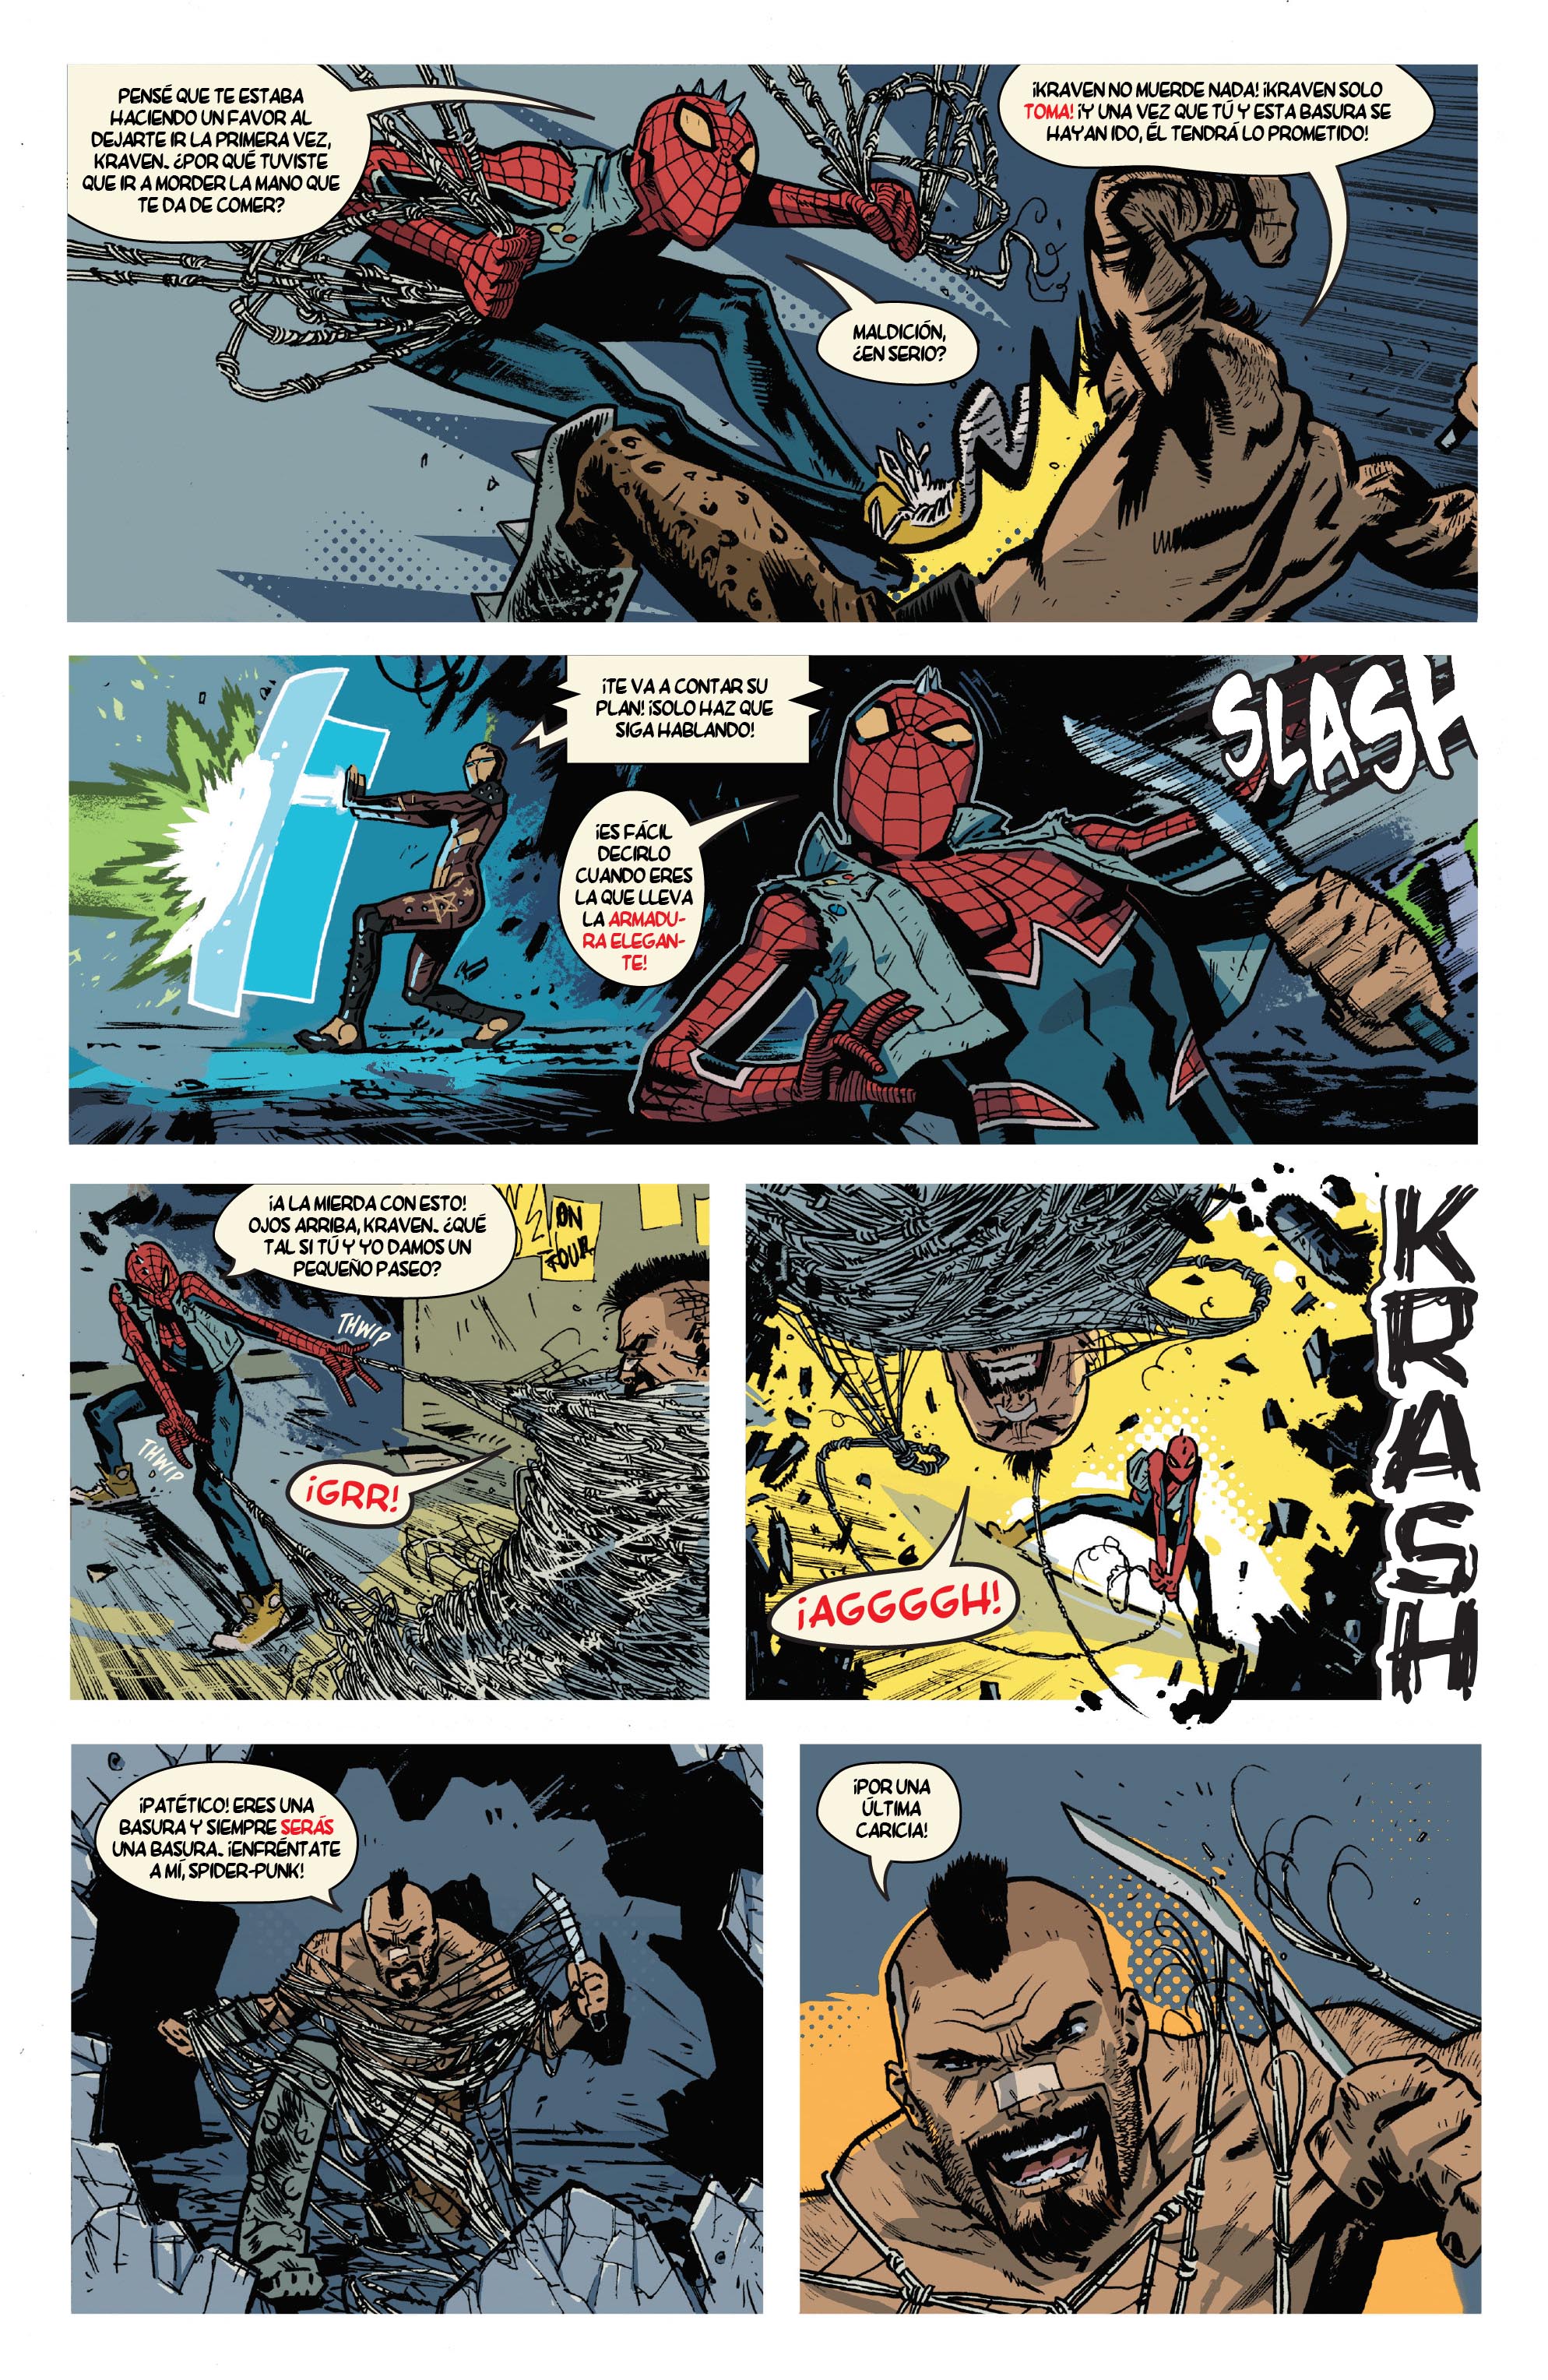 PENSÉ QUE TE ESTABA
HACIENDO UN FAVOR AL
DEJARTE IR LA PRIMERA VEZ,
KRAVEN. ¿POR QUÉ TUVISTE
QUE IR A MORDER LA MANO QUE
TE DA DE COMER?
¡KRAVEN NO MUERDE NADA! ¡KRAVEN SOLO
TOMA! ¡Y UNA VEZ QUE TÚ Y ESTA BASURA SE
HAYAN IDO, ÉL TENDRÁ LO PROMETIDO!
MALDICIÓN,
¿EN SERIO?
¡TE VA A CONTAR SU
PLAN! ¡SOLO HAZ QUE
SIGA HABLANDO!
SLASH
¡ES FÁCIL
DECIRLO
CUANDO ERES
LA QUE LLEVA
LA ARMADU-
RA ELEGAN-
TE!
¡A LA MIERDA CON ESTO!
OJOS ARRIBA, KRAVEN. ¿QUÉ
TAL SI TÚ Y YO DAMOS UN
PEQUEÑO PASEO?
ON
TOUR
THWIP
THWIP
¡GRR!
KRASH
¡AGGGGH!
¡PATÉTICO! ERES UNA
BASURA Y SIEMPRE SERÁS
UNA BASURA. ¡ENFRÉNTATE
A MÍ, SPIDER-PUNK!
¡POR UNA
ÚLTIMA
CARICIA!